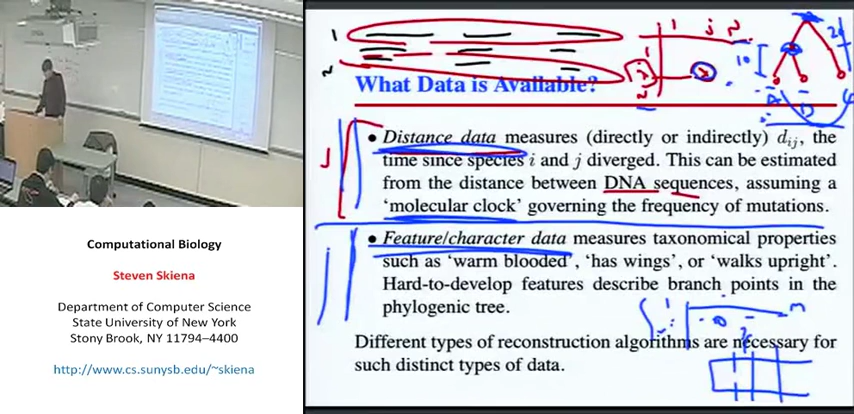 What Data is Available?
• Distance data measures (directly or indirectly) dij, the
time since species i and j diverged. This can be estimated
from the distance between DNA sequences, assuming a
'molecular clock' governing the frequency of mutations.
• Feature/character data measures taxonomical properties
such as 'warm blooded', 'has wings', or 'walks upright'.
Hard-to-develop features describe branch points in the
phylogenic tree.
Different types of reconstruction algorithms are necessary for
such distinct types of data.
Computational Biology
Steven Skiena
Department of Computer Science
State University of New York
Stony Brook, NY 11794–4400
http://www.cs.sunysb.edu/~skiena